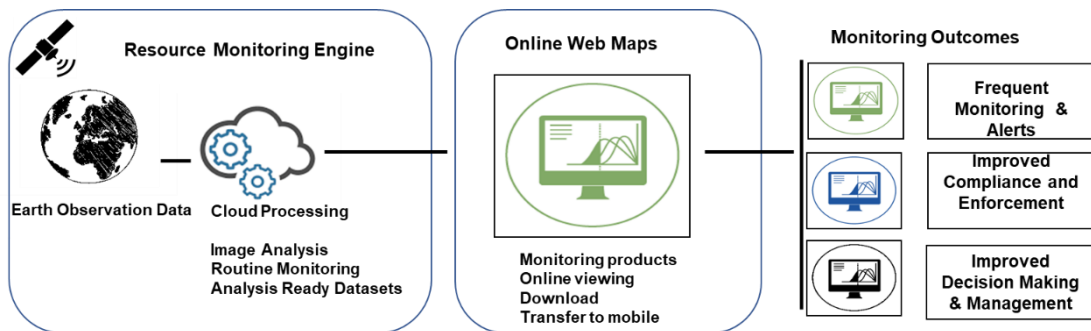 Resource Monitoring Engine
Earth Observation Data
Cloud Processing
Image Analysis
Routine Monitoring
Analysis Ready Datasets
Online Web Maps
Monitoring products
Online viewing
Download
Transfer to mobile
Monitoring Outcomes
Frequent
Monitoring &
Alerts
Improved
Compliance and
Enforcement
Improved
Decision Making
& Management